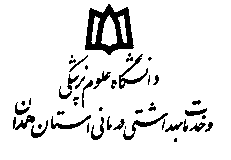 دانشگاه علوم پزشکی
و خدمات بهداشتی درمانی استان همدان